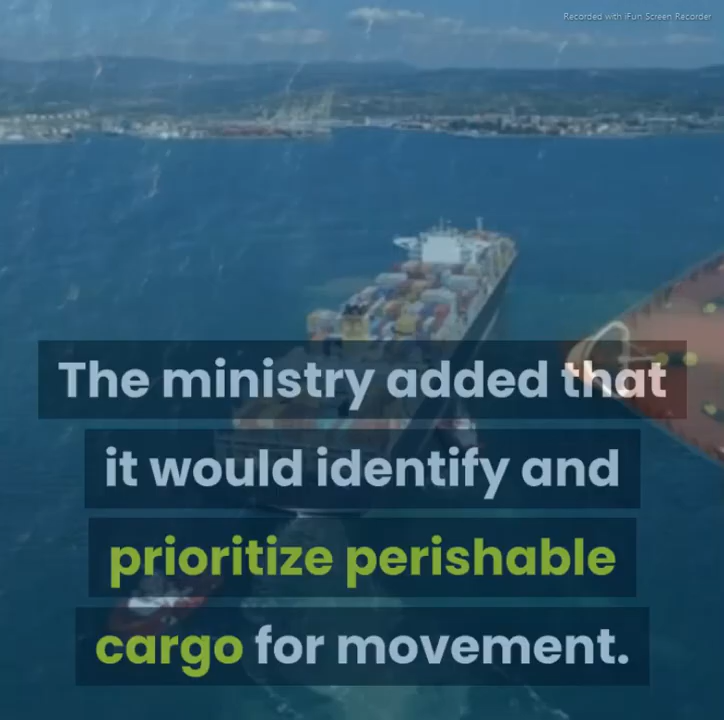 Recorded with iFun Screen Recorder
The ministry added that
it would identify and
prioritize perishable
cargo for movement.